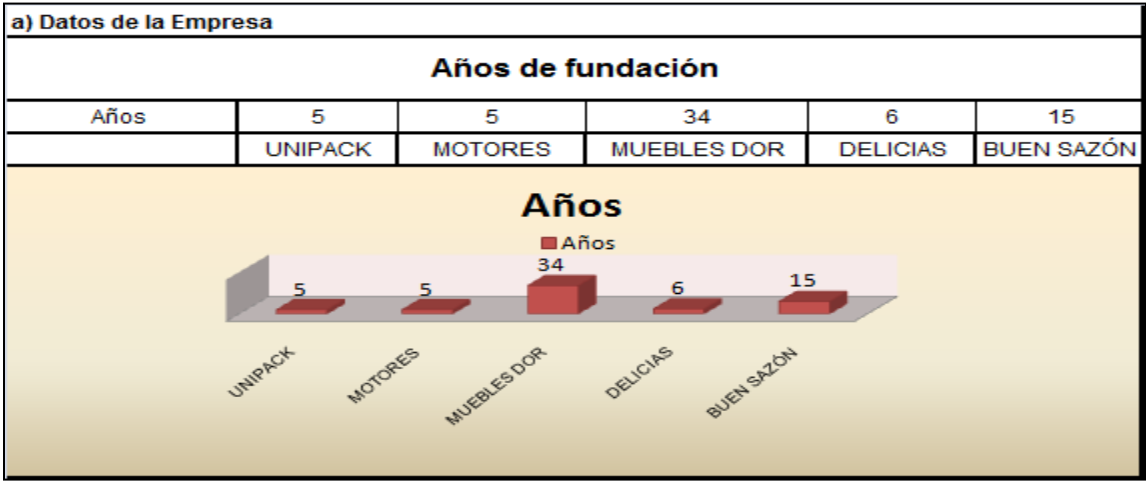 a) Datos de la Empresa
Años de fundación
Años 5 5 34 6 15
UNIPACK MOTORES MUEBLES DOR DELICIAS BUEN SAZÓN
Años
Años
5 5 34 6 15
UNIPACK MOTORES MUEBLES DOR DELICIAS BUEN SAZÓN